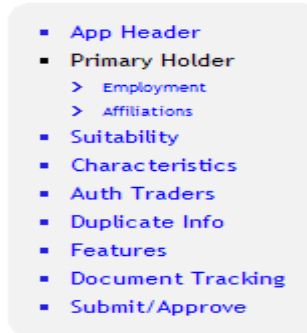 App Header
Primary Holder
> Employment
> Affiliations
Suitability
Characteristics
Auth Traders
Duplicate Info
Features
Document Tracking
Submit/Approve